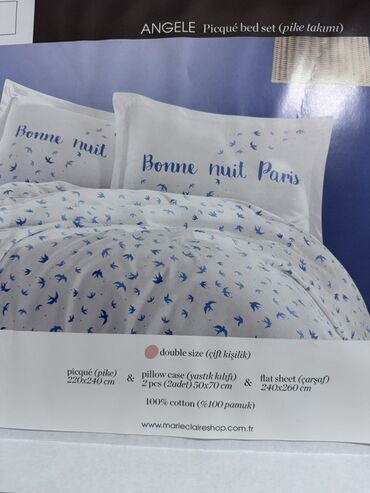 ANGELE Picqué bed set (pike takımı)
Bonne nuit
Bonne nuit Paris
double size (çift kişilik)
picqué (pike) & pillow case (yastık kılıfı) & flat sheet (çarşaf)
220x240 cm 2 pcs (2adet) 50x70 cm 240x260 cm
100% cotton (%100 pamuk)
www.marieclaireshop.com